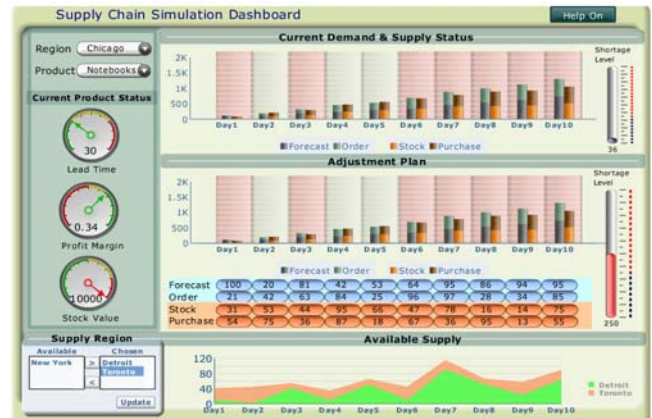 Supply Chain Simulation Dashboard
Help On
Region Chicago
Product Notebooks
Current Product Status
30
Lead Time
0.34
Profit Margin
10000
Stock Value
Supply Region
Available Chosen
New York > Detroit
Toronto
<
Update
Current Demand & Supply Status
2K
1.5K
1K
500
0
Day1 Day2 Day3 Day4 Day5 Day6 Day7 Day8 Day9 Day10
Forecast Order Stock Purchase
Shortage
Level
36
Adjustment Plan
2K
1.5K
1K
500
0
Day1 Day2 Day3 Day4 Day5 Day6 Day7 Day8 Day9 Day10
Forecast Order Stock Purchase
Shortage
Level
250
Forecast 100 20 81 42 53 64 95 86 94 95
Order 21 42 63 84 25 96 97 28 34 85
Stock 31 53 44 95 66 47 78 16 14 75
Purchase 54 75 36 87 18 67 36 95 13 55
Available Supply
120
80
40
0
Day1 Day2 Day3 Day4 Day5 Day6 Day7 Day8 Day9 Day10
Detroit
Toronto